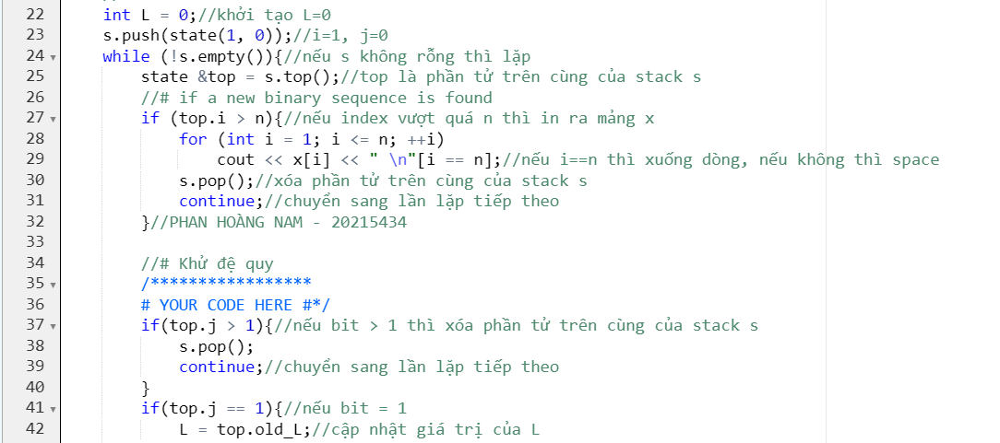 22 int L = 0;//khởi tạo L=0
23 s.push(state(1, 0));//i=1, j=0
24 while (!s.empty()){//nếu s không rỗng thì lặp
25 state &top = s.top();//top là phần tử trên cùng của stack s
26 //# if a new binary sequence is found
27 if (top.i > n){//nếu index vượt quá n thì in ra mảng x
28 for (int i = 1; i <= n; ++i)
29 cout << x[i] << " \n"[i == n];//nếu i==n thì xuống dòng, nếu không thì space
30 s.pop();//xóa phần tử trên cùng của stack s
31 continue;//chuyển sang lần lặp tiếp theo
32 }//PHAN HOÀNG NAM - 20215434
33
34 //# Khử đệ quy
35 /*****************
36 # YOUR CODE HERE #*/
37 if(top.j > 1){//nếu bit > 1 thì xóa phần tử trên cùng của stack s
38 s.pop();
39 continue;//chuyển sang lần lặp tiếp theo
40 }
41 if(top.j == 1){//nếu bit = 1
42 L = top.old_L;//cập nhật giá trị của L